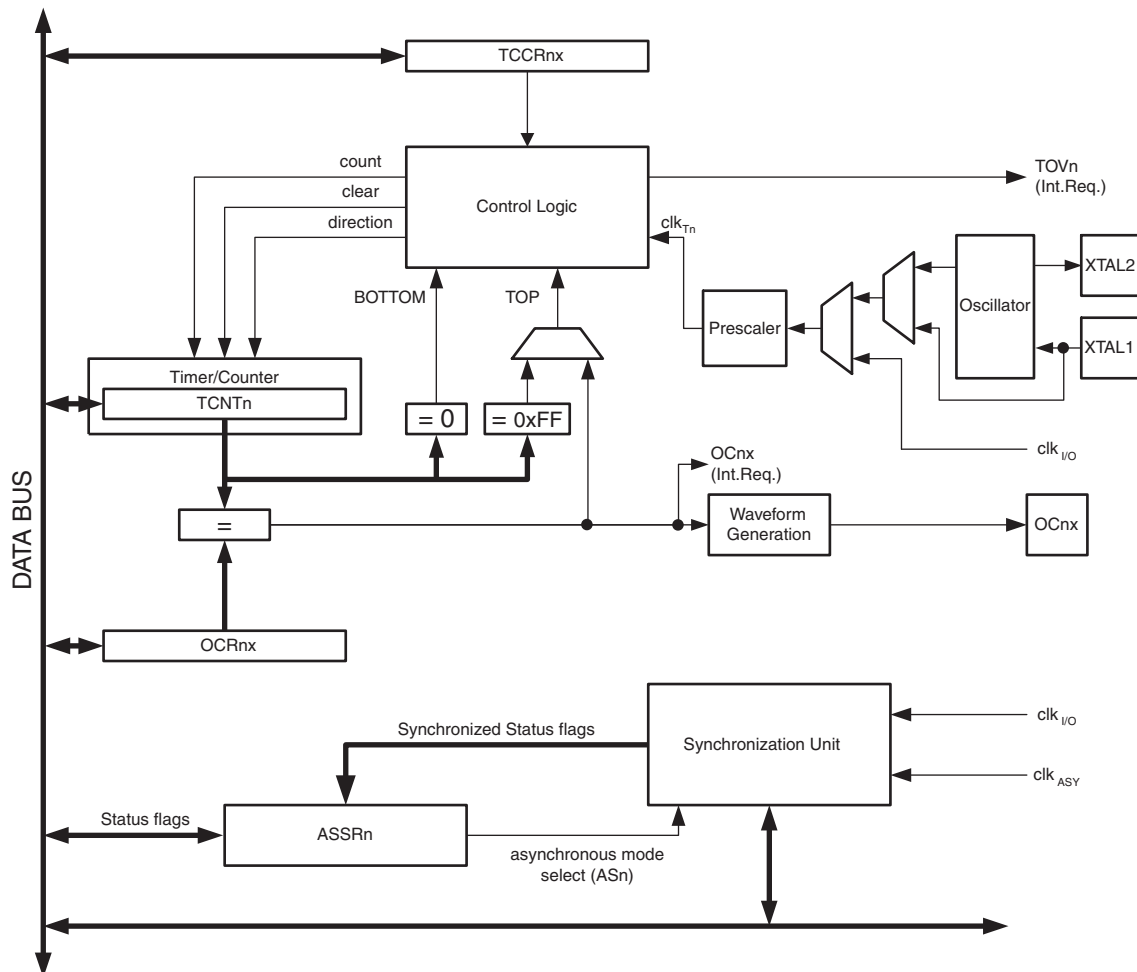 TCCRnx
count
clear
direction
Control Logic
TOVn
(Int.Req.)
clkTn
BOTTOM
TOP
Prescaler
Oscillator
XTAL2
XTAL1
Timer/Counter
TCNTn
= 0
= 0xFF
clkI/O
OCnx
(Int.Req.)
=
Waveform
Generation
OCnx
DATA BUS
OCRnx
Synchronized Status flags
Synchronization Unit
clkI/O
clkASY
Status flags
ASSRn
asynchronous mode
select (ASn)